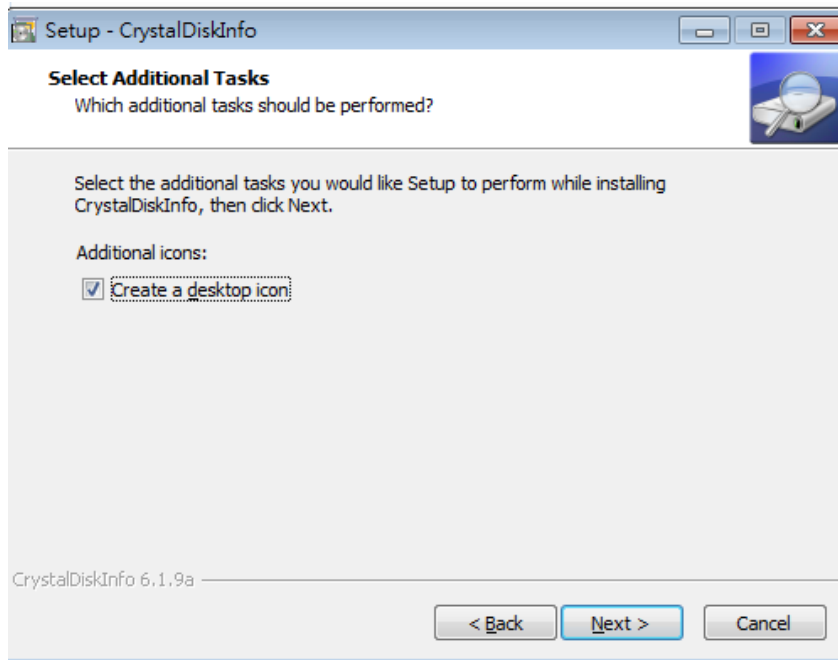 Setup - CrystalDiskInfo
Select Additional Tasks
Which additional tasks should be performed?
Select the additional tasks you would like Setup to perform while installing
CrystalDiskInfo, then click Next.
Additional icons:
Create a desktop icon
CrystalDiskInfo 6.1.9a
< Back Next > Cancel